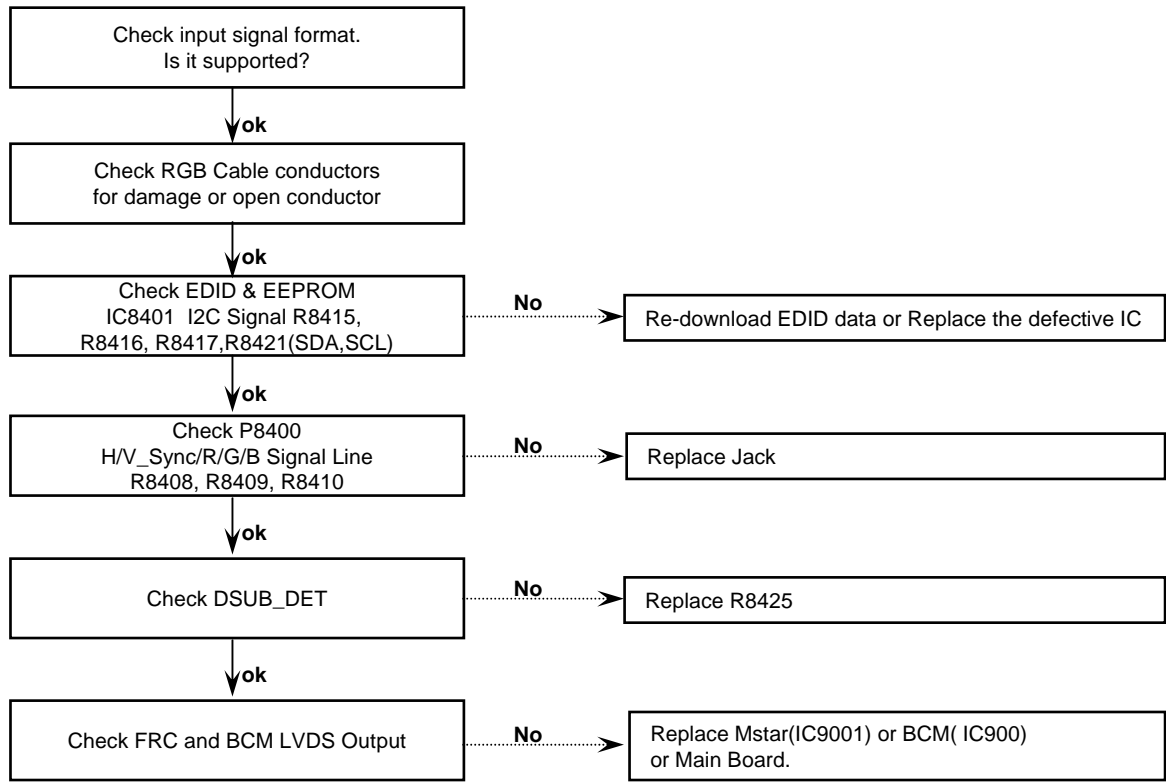 Check input signal format.
Is it supported?
ok
Check RGB Cable conductors
for damage or open conductor
ok
Check EDID & EEPROM
IC8401 I2C Signal R8415,
R8416, R8417,R8421(SDA,SCL)
No
Re-download EDID data or Replace the defective IC
ok
Check P8400
H/V_Sync/R/G/B Signal Line
R8408, R8409, R8410
No
Replace Jack
ok
Check DSUB_DET
No
Replace R8425
ok
Check FRC and BCM LVDS Output
No
Replace Mstar(IC9001) or BCM( IC900)
or Main Board.